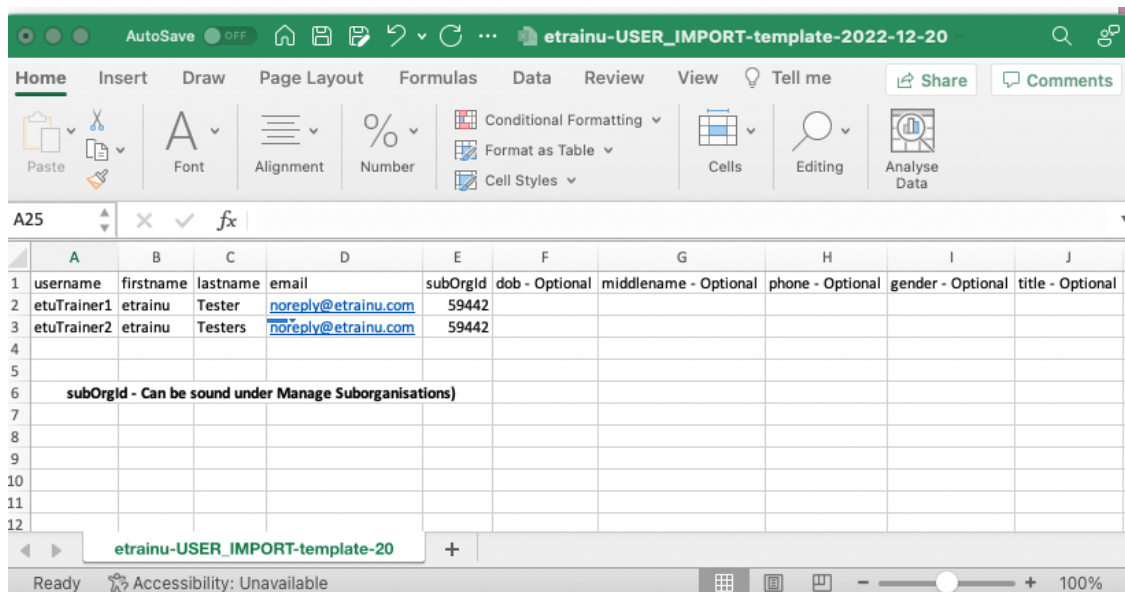 AutoSave OFF etrainu-USER_IMPORT-template-2022-12-20
Home Insert Draw Page Layout Formulas Data Review View Tell me Share Comments
Paste Font Alignment Number Conditional Formatting Format as Table Cell Styles Cells Editing Analyse Data
A25 fx
A B C D E F G H I J
1 username firstname lastname email subOrgId dob - Optional middlename - Optional phone - Optional gender - Optional title - Optional
2 etuTrainer1 etrainu Tester noreply@etrainu.com 59442
3 etuTrainer2 etrainu Testers noreply@etrainu.com 59442
4
5
6 subOrgId - Can be sound under Manage Suborganisations)
7
8
9
10
11
12
etrainu-USER_IMPORT-template-20 +
Ready Accessibility: Unavailable - + 100%